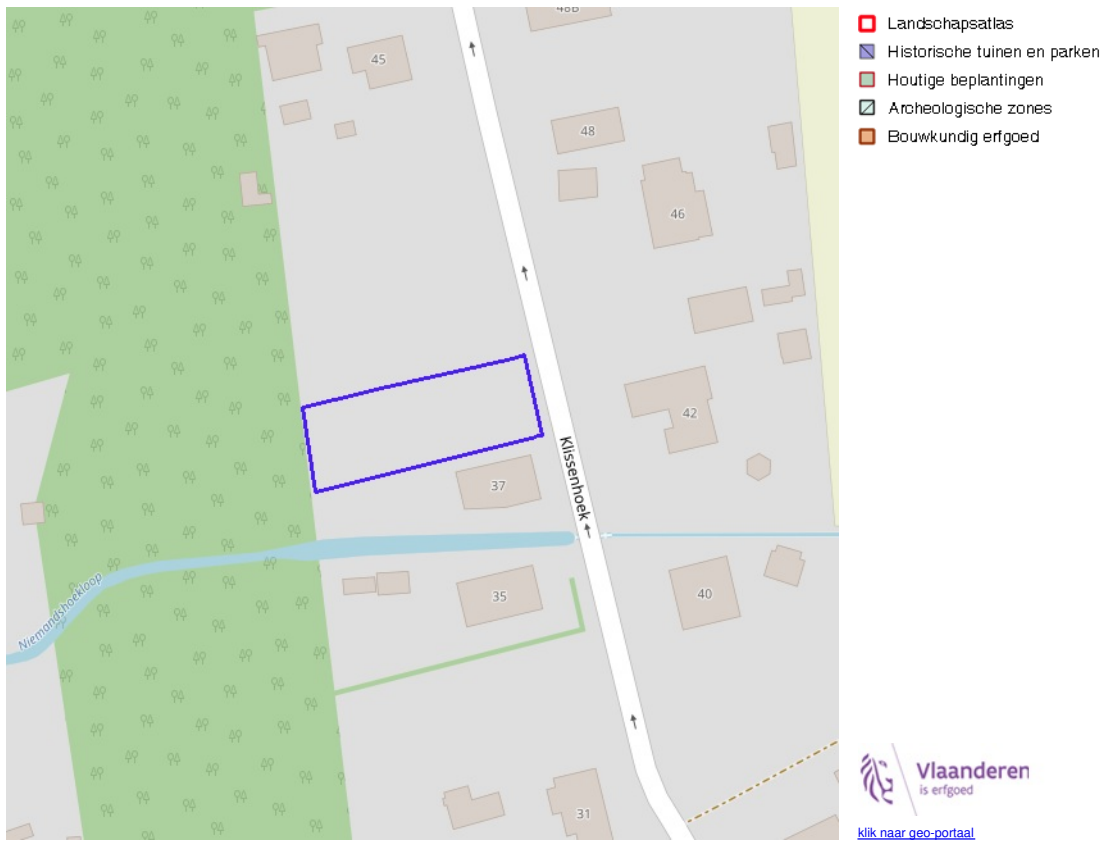 48B
45
48
46
42
Klissenhoek
37
35
40
Niemandshoekloop
31
Landschapsatlas
Historische tuinen en parken
Houtige beplantingen
Archeologische zones
Bouwkundig erfgoed
Vlaanderen
is erfgoed
klik naar geo-portaal